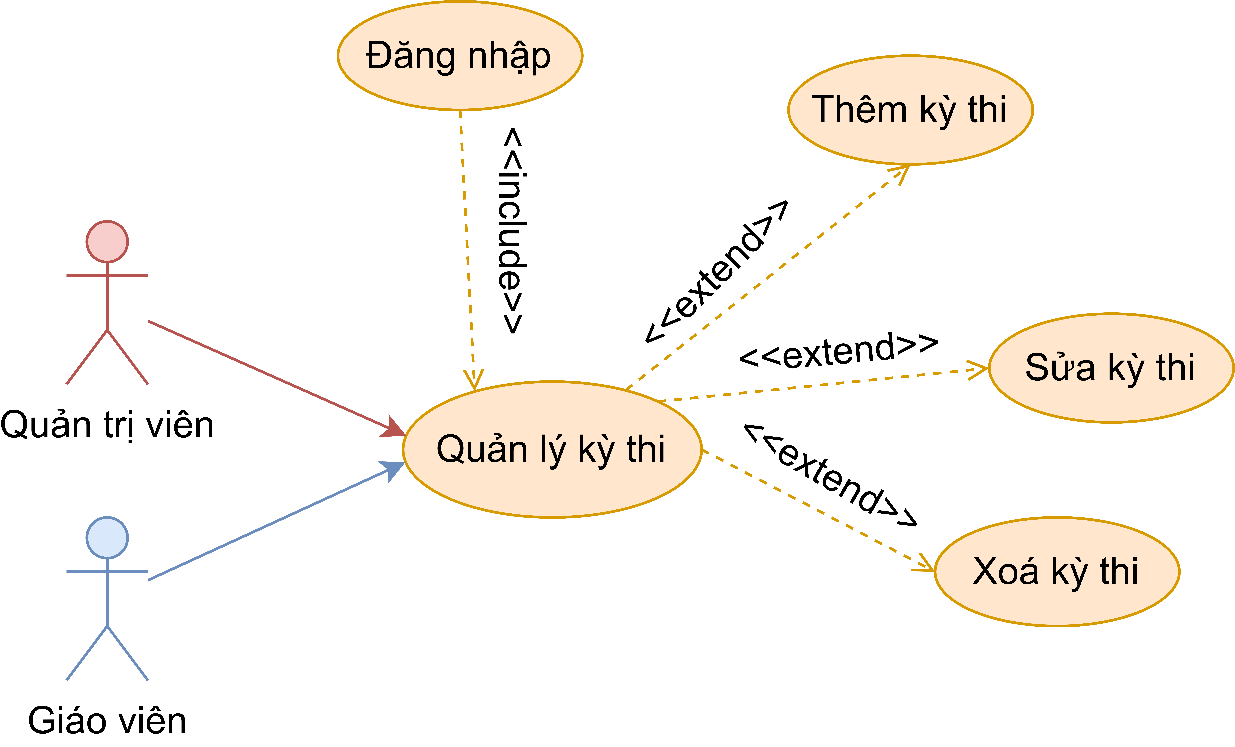 Đăng nhập
Thêm kỳ thi
<<include>>
<<extend>>
<<extend>>
Sửa kỳ thi
Quản trị viên
Quản lý kỳ thi
<<extend>>
Xoá kỳ thi
Giáo viên